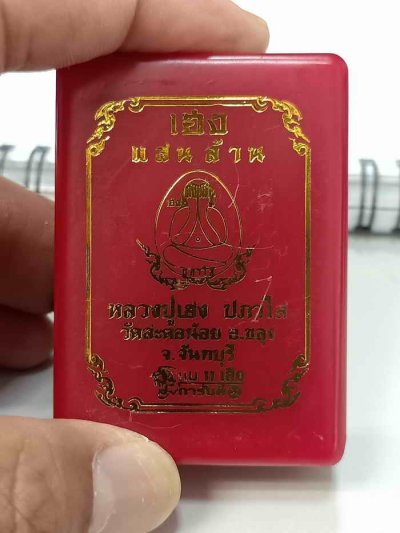 เฮง
แสนล้าน
หลวงปู่เฮง ปภาโส
วัดสะตอน้อย อ.ขลุง
จ.จันทบุรี